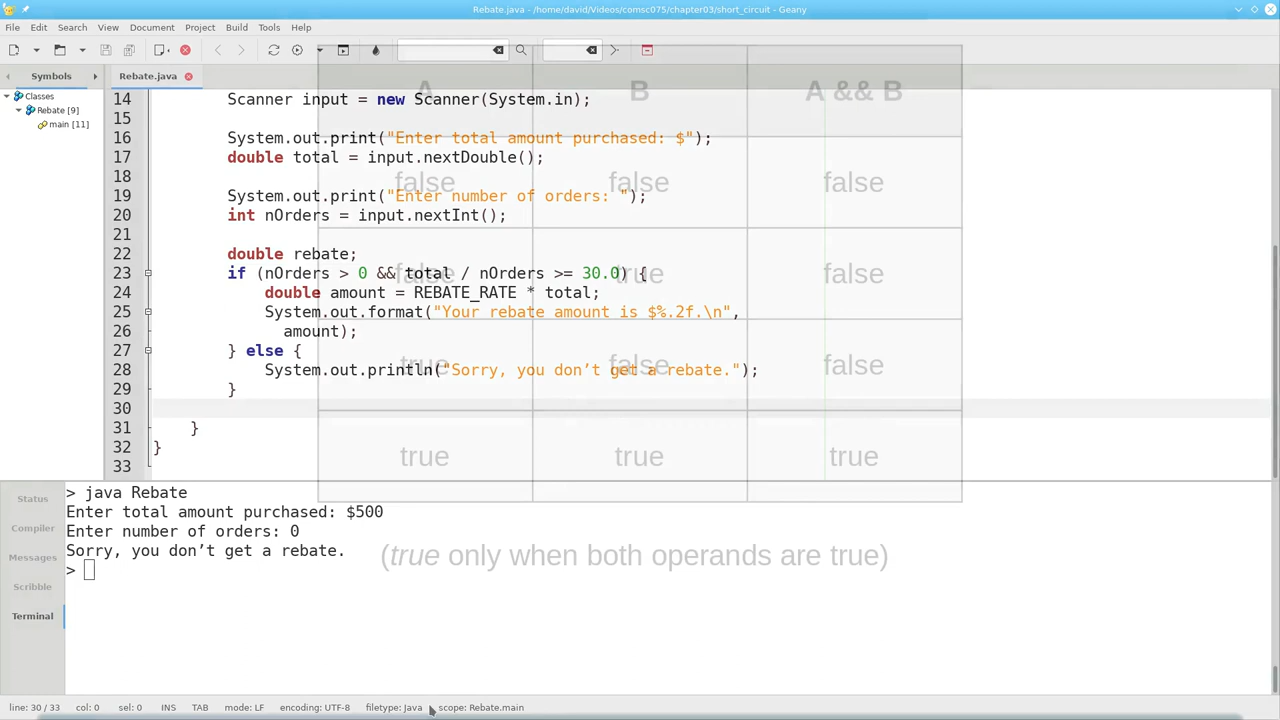 Rebate.java - /home/david/Videos/comsc075/chapter03/short_circuit - Geany
File Edit Search View Document Project Build Tools Help
Symbols
Rebate.java
Classes
Rebate [9]
main [11]
14 Scanner input = new Scanner(System.in);
15
16 System.out.print("Enter total amount purchased: $");
17 double total = input.nextDouble();
18
19 System.out.print("Enter number of orders: ");
20 int nOrders = input.nextInt();
21
22 double rebate;
23 if (nOrders > 0 && total / nOrders >= 30.0) {
24 double amount = REBATE_RATE * total;
25 System.out.format("Your rebate amount is $%.2f.\n",
26 amount);
27 } else {
28 System.out.println("Sorry, you don’t get a rebate.");
29 }
30
31 }
32 }
33
A B A && B
false false false
false true false
true false false
true true true
(true only when both operands are true)
Status
Compiler
Messages
Scribble
Terminal
> java Rebate
Enter total amount purchased: $500
Enter number of orders: 0
Sorry, you don’t get a rebate.
>
line: 30 / 33 col: 0 sel: 0 INS TAB mode: LF encoding: UTF-8 filetype: Java scope: Rebate.main